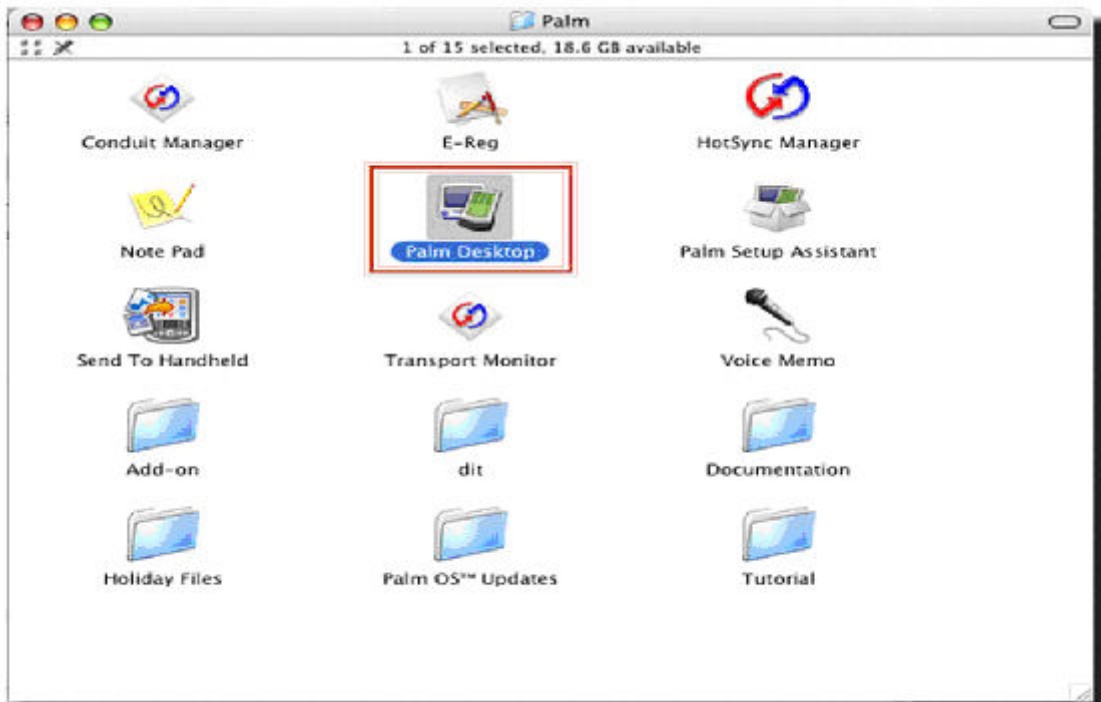 Palm
1 of 15 selected, 18.6 GB available
Conduit Manager
E-Reg
HotSync Manager
Note Pad
Palm Desktop
Palm Setup Assistant
Send To Handheld
Transport Monitor
Voice Memo
Add-on
dit
Documentation
Holiday Files
Palm OS™ Updates
Tutorial